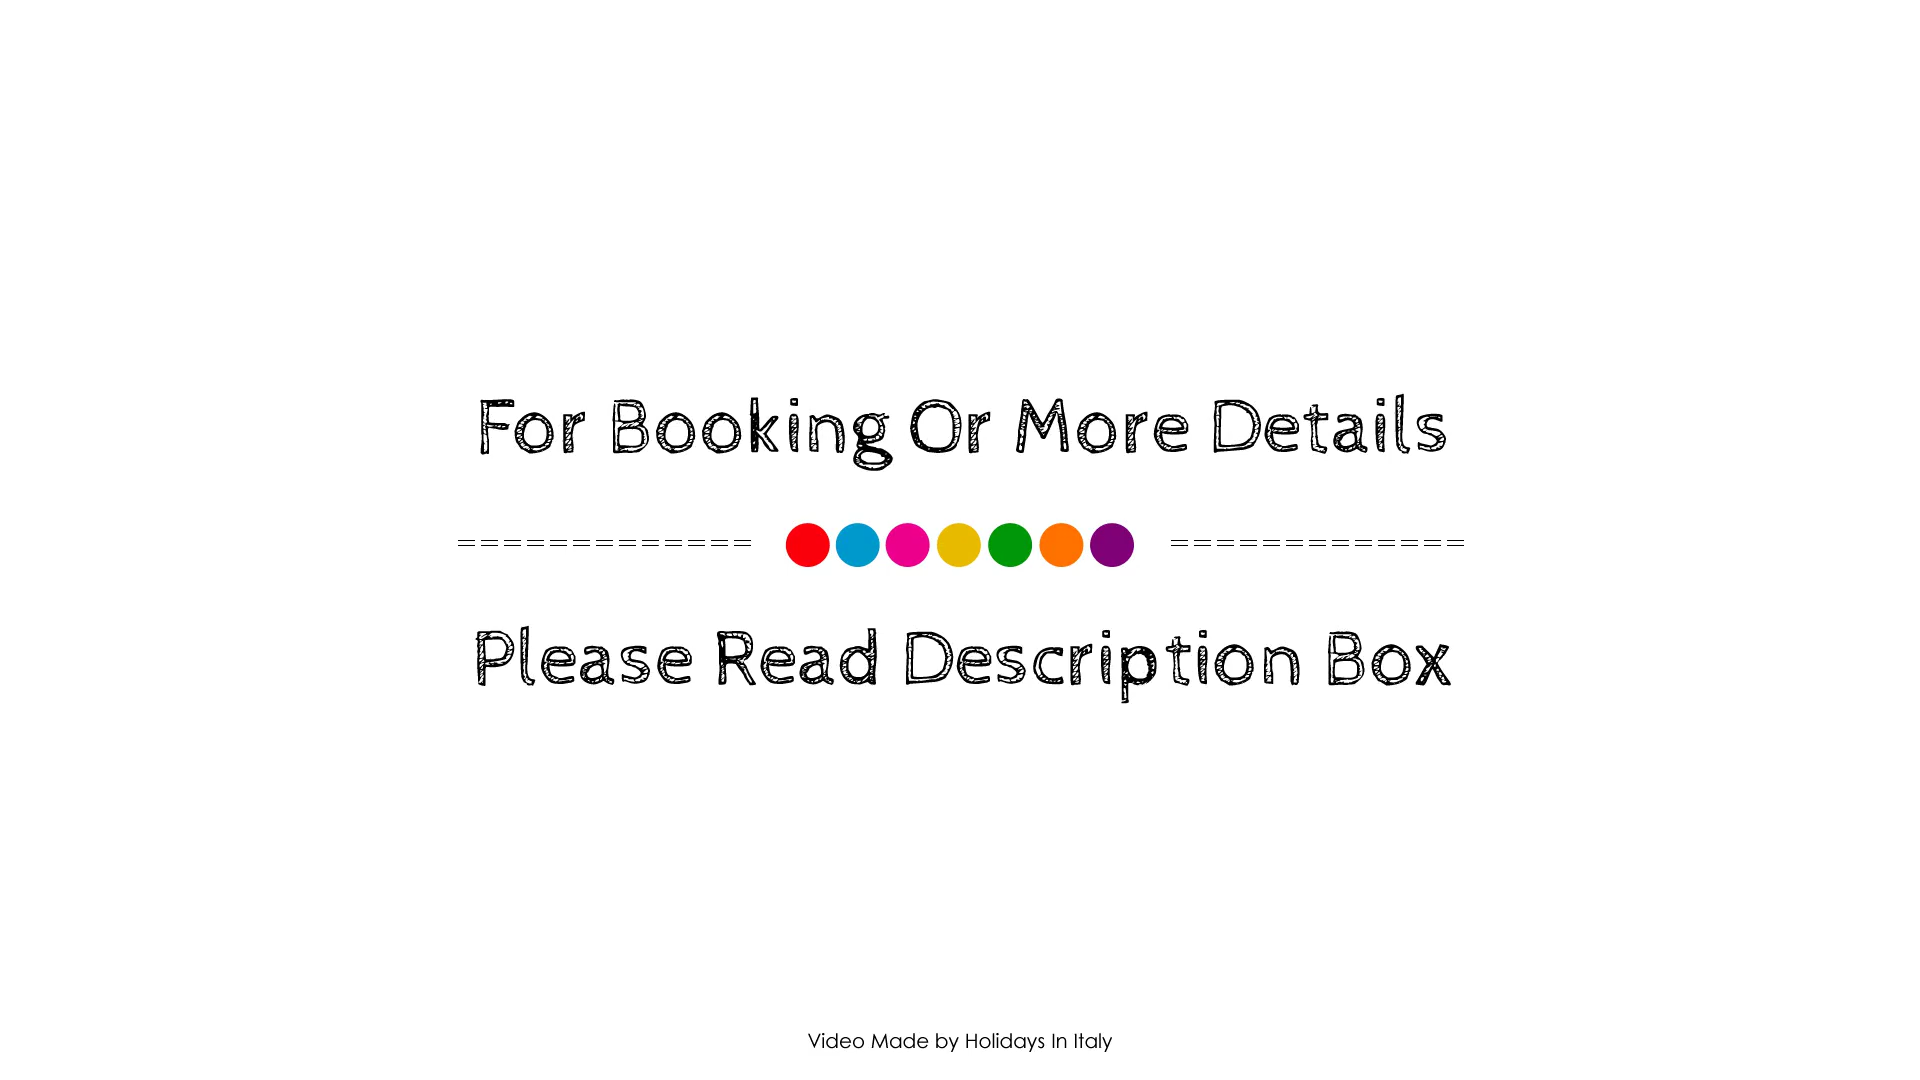 For Booking Or More Details
============= =============
Please Read Description Box
Video Made by Holidays In Italy